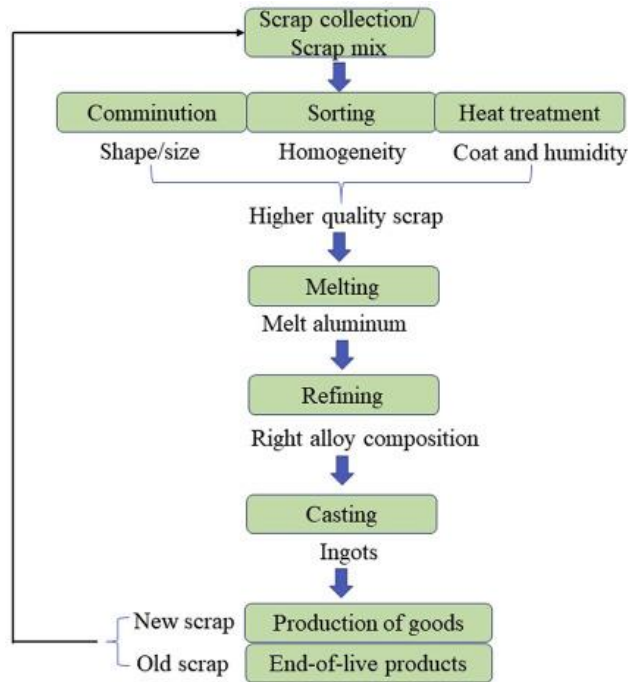 Scrap collection/
Scrap mix
Comminution Sorting Heat treatment
Shape/size Homogeneity Coat and humidity
Higher quality scrap
Melting
Melt aluminum
Refining
Right alloy composition
Casting
Ingots
New scrap Production of goods
Old scrap End-of-live products